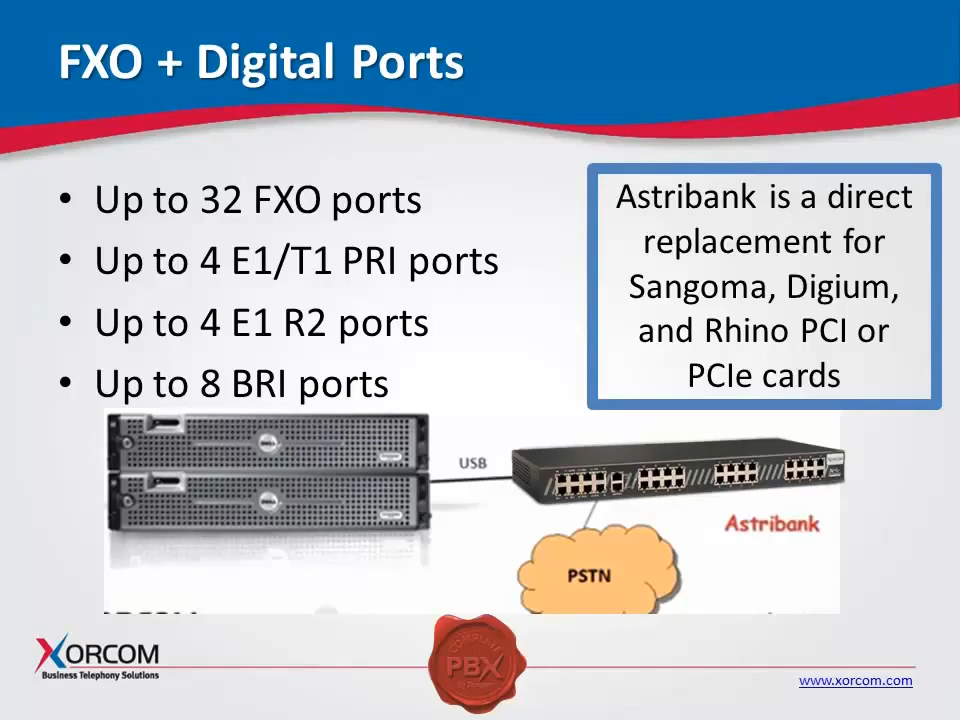 FXO + Digital Ports
• Up to 32 FXO ports
• Up to 4 E1/T1 PRI ports
• Up to 4 E1 R2 ports
• Up to 8 BRI ports
Astribank is a direct
replacement for
Sangoma, Digium,
and Rhino PCI or
PCIe cards
USB
Astribank
PSTN
XORCOM
Business Telephony Solutions
COMPLETE
PBX
www.xorcom.com